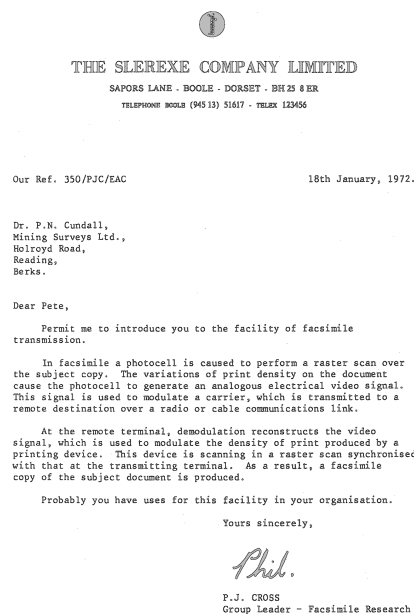 THE SLEREXE COMPANY LIMITED
SAPORS LANE - BOOLE - DORSET - BH 25 8 ER
TELEPHONE BOOLE (945 13) 51617 - TELEX 123456
Our Ref. 350/PJC/EAC 18th January, 1972.
Dr. P.N. Cundall,
Mining Surveys Ltd.,
Holroyd Road,
Reading,
Berks.
Dear Pete,
Permit me to introduce you to the facility of facsimile
transmission.
In facsimile a photocell is caused to perform a raster scan over
the subject copy. The variations of print density on the document
cause the photocell to generate an analogous electrical video signal.
This signal is used to modulate a carrier, which is transmitted to a
remote destination over a radio or cable communications link.
At the remote terminal, demodulation reconstructs the video
signal, which is used to modulate the density of print produced by a
printing device. This device is scanning in a raster scan synchronised
with that at the transmitting terminal. As a result, a facsimile
copy of the subject document is produced.
Probably you have uses for this facility in your organisation.
Yours sincerely,
Phil.
P.J. CROSS
Group Leader - Facsimile Research